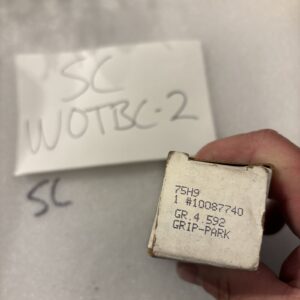 SC
WOTBC-2
SC
75H9
1 #10087740
GR.4.592
GRIP-PARK